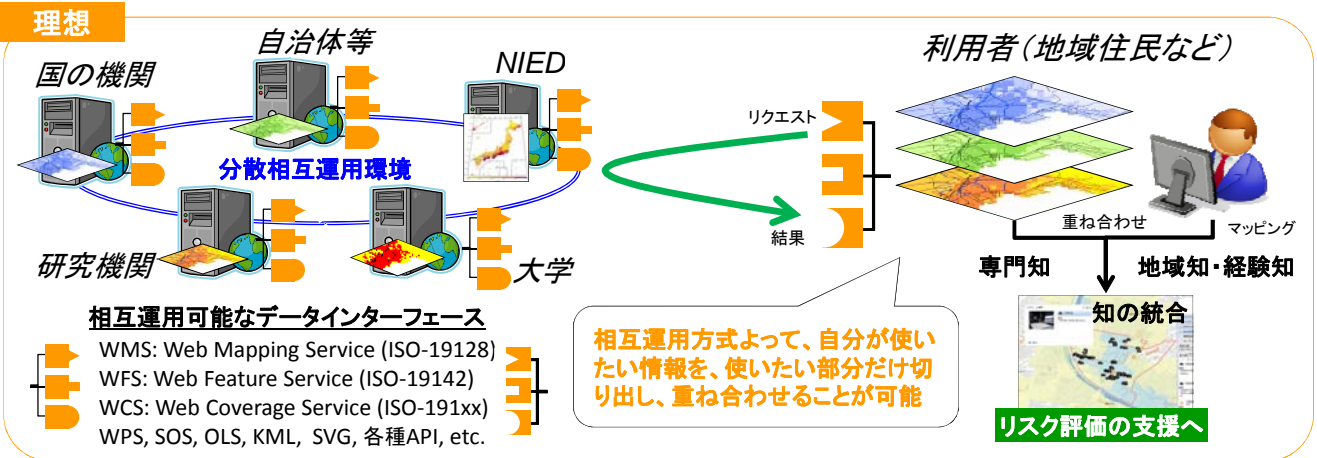 理想
国の機関
自治体等
NIED
分散相互運用環境
研究機関
大学
相互運用可能なデータインターフェース
WMS: Web Mapping Service (ISO-19128)
WFS: Web Feature Service (ISO-19142)
WCS: Web Coverage Service (ISO-191xx)
WPS, SOS, OLS, KML, SVG, 各種API, etc.
リクエスト
結果
相互運用方式よって、自分が使い
たい情報を、使いたい部分だけ切
り出し、重ね合わせることが可能
利用者(地域住民など)
重ね合わせ
マッピング
専門知
地域知・経験知
知の統合
リスク評価の支援へ